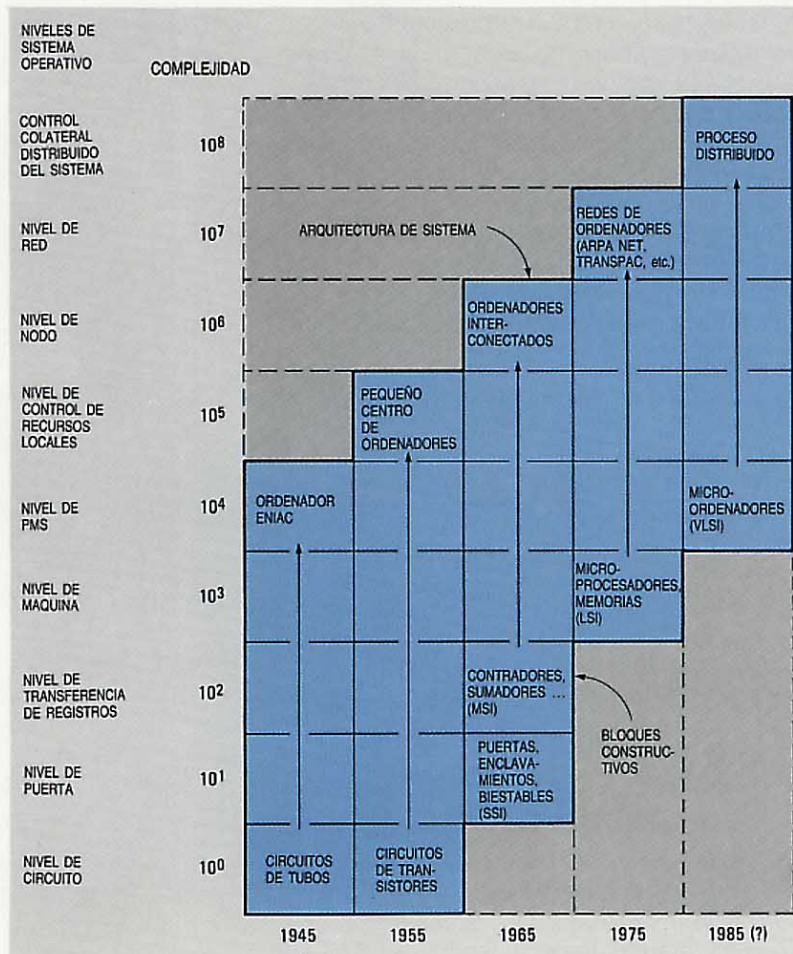 NIVELES DE
SISTEMA
OPERATIVO
COMPLEJIDAD
CONTROL
COLATERAL
DISTRIBUIDO
DEL SISTEMA
10⁸
PROCESO
DISTRIBUIDO
NIVEL DE
RED
10⁷
ARQUITECTURA DE SISTEMA
REDES DE
ORDENADORES
(ARPA NET,
TRANSPAC, etc.)
NIVEL DE
NODO
10⁶
ORDENADORES
INTER-
CONECTADOS
NIVEL DE
CONTROL DE
RECURSOS
LOCALES
10⁵
PEQUEÑO
CENTRO
DE
ORDENADORES
NIVEL DE
PMS
10⁴
ORDENADOR
ENIAC
MICRO-
ORDENADORES
(VLSI)
NIVEL DE
MAQUINA
10³
MICRO-
PROCESADORES,
MEMORIAS
(LSI)
NIVEL DE
TRANSFERENCIA
DE REGISTROS
10²
CONTRADORES,
SUMADORES ...
(MSI)
BLOQUES
CONSTRUC-
TIVOS
NIVEL DE
PUERTA
10¹
PUERTAS,
ENCLAVA-
MIENTOS,
BIESTABLES
(SSI)
NIVEL DE
CIRCUITO
10⁰
CIRCUITOS
DE TUBOS
CIRCUITOS
DE TRAN-
SISTORES
1945 1955 1965 1975 1985 (?)